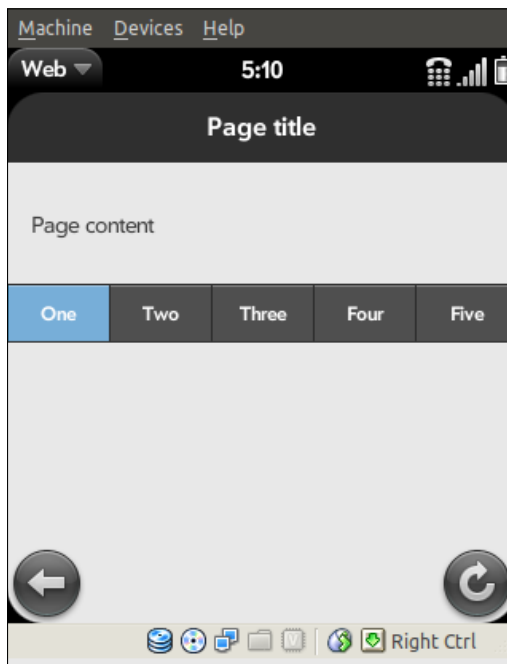 Machine Devices Help
Web 5:10
Page title
Page content
One Two Three Four Five
Right Ctrl